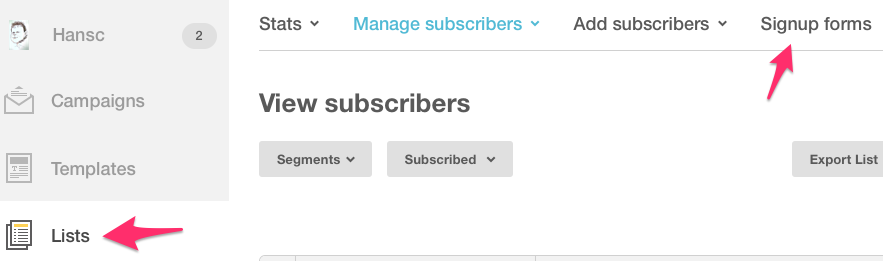 Hansc 2
Campaigns
Templates
Lists
Stats Manage subscribers Add subscribers Signup forms
View subscribers
Segments Subscribed Export List